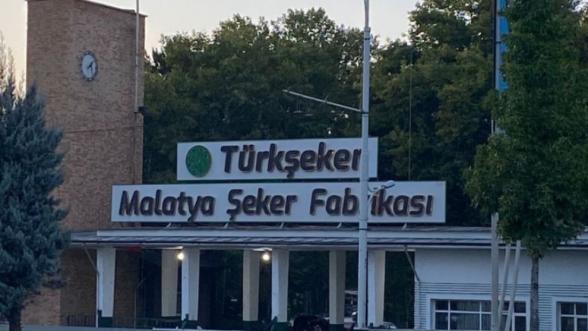 Türkşeker
Malatya Şeker Fabrikası